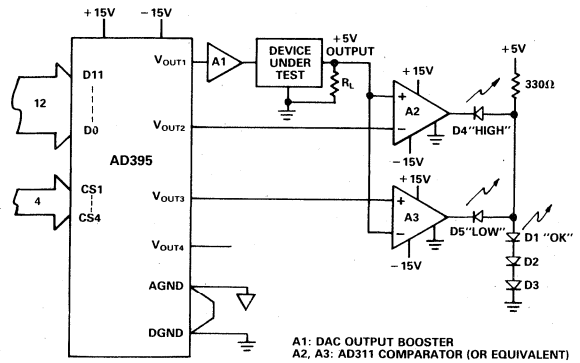 +15V
-15V
D11
D0
12
CS1
CS4
4
AD395
VOUT1
VOUT2
VOUT3
VOUT4
AGND
DGND
A1
DEVICE
UNDER
TEST
+5V
OUTPUT
RL
+15V
+
-
A2
-15V
+15V
+
-
A3
-15V
+5V
330Ω
D4 "HIGH"
D5 "LOW"
D1 "OK"
D2
D3
A1: DAC OUTPUT BOOSTER
A2, A3: AD311 COMPARATOR (OR EQUIVALENT)